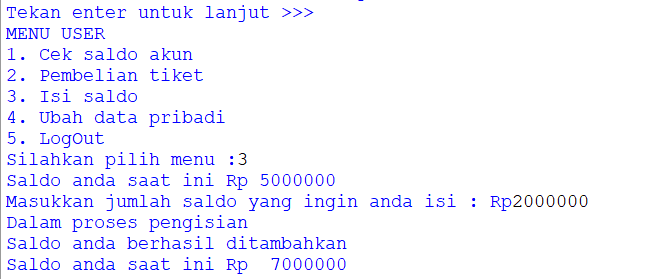 Tekan enter untuk lanjut >>>
MENU USER
1. Cek saldo akun
2. Pembelian tiket
3. Isi saldo
4. Ubah data pribadi
5. LogOut
Silahkan pilih menu :3
Saldo anda saat ini Rp 5000000
Masukkan jumlah saldo yang ingin anda isi : Rp2000000
Dalam proses pengisian
Saldo anda berhasil ditambahkan
Saldo anda saat ini Rp  7000000